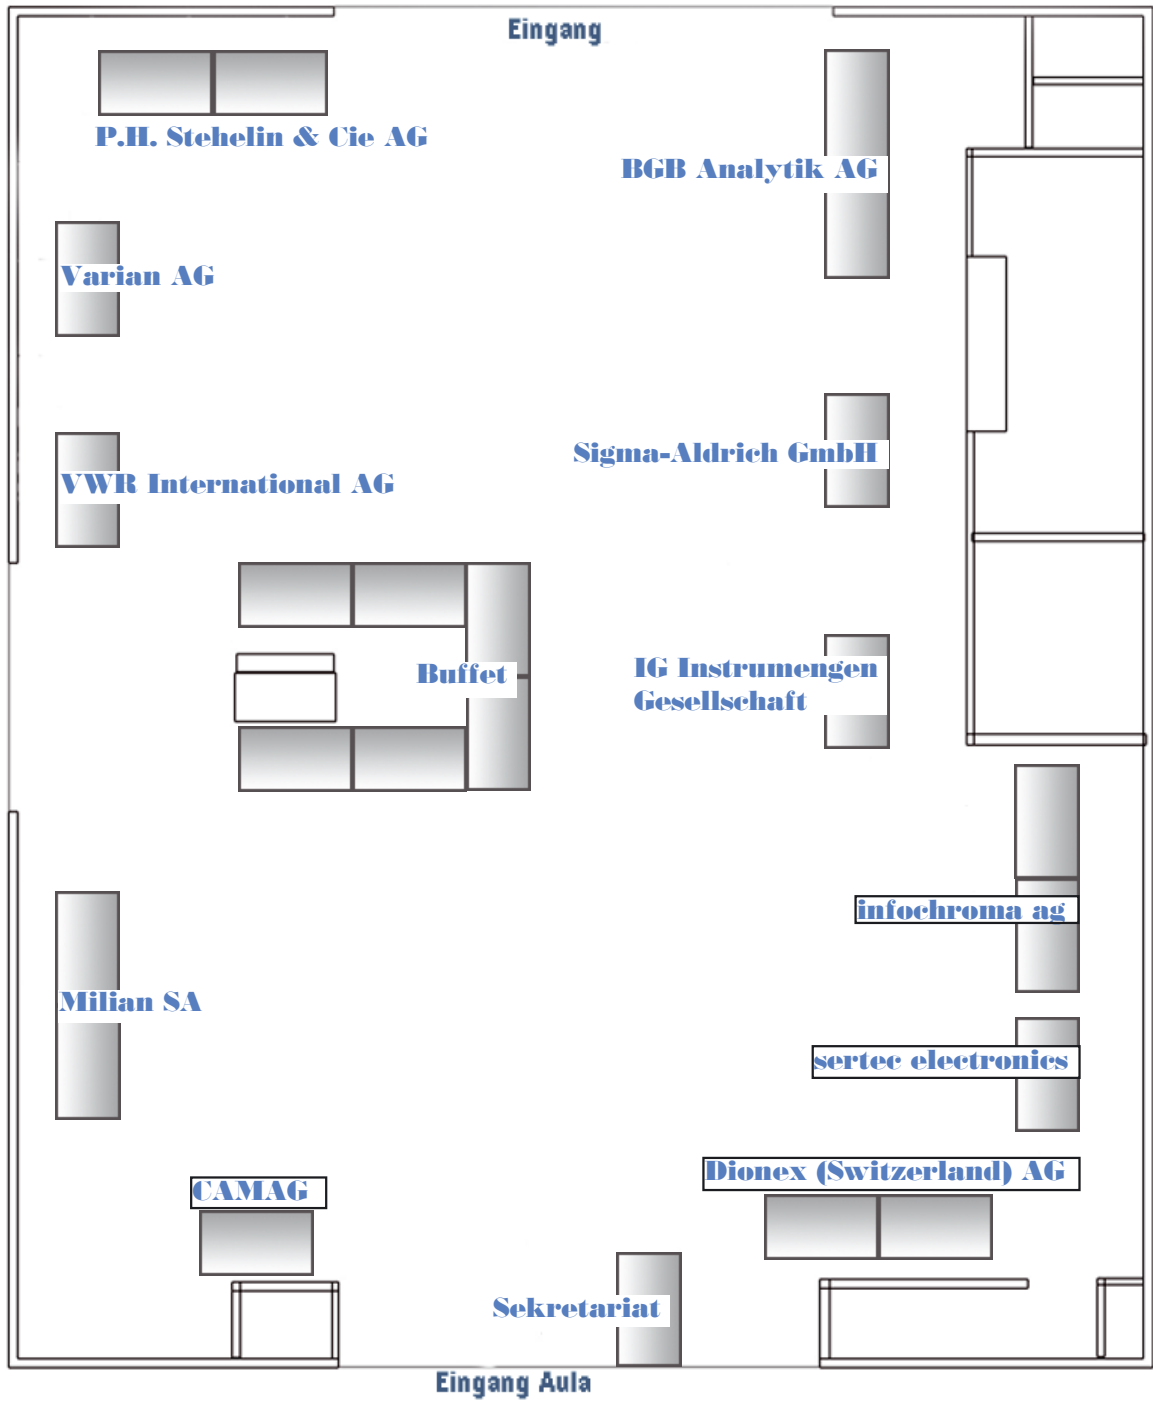 Eingang
P.H. Stehelin & Cie AG
BGB Analytik AG
Varian AG
Sigma-Aldrich GmbH
VWR International AG
Buffet
IG Instrumengen
Gesellschaft
infochroma ag
Milian SA
sertec electronics
Dionex (Switzerland) AG
CAMAG
Sekretariat
Eingang Aula